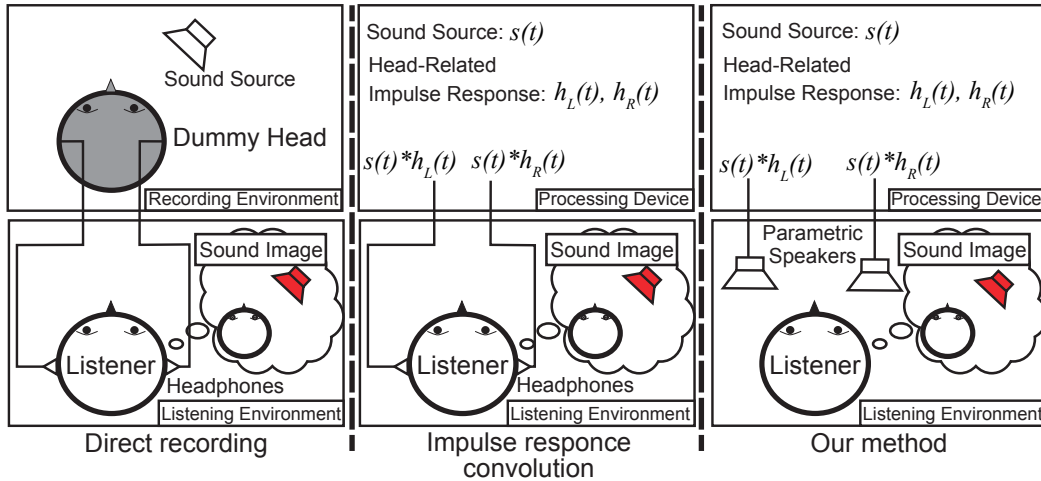 Sound Source
Dummy Head
Recording Environment
Sound Image
Listener
Headphones
Listening Environment
Direct recording
Sound Source: s(t)
Head-Related
Impulse Response: h_L(t), h_R(t)
s(t)*h_L(t) s(t)*h_R(t)
Processing Device
Sound Image
Listener
Headphones
Listening Environment
Impulse responce
convolution
Sound Source: s(t)
Head-Related
Impulse Response: h_L(t), h_R(t)
s(t)*h_L(t) s(t)*h_R(t)
Processing Device
Parametric
Speakers
Sound Image
Listener
Listening Environment
Our method